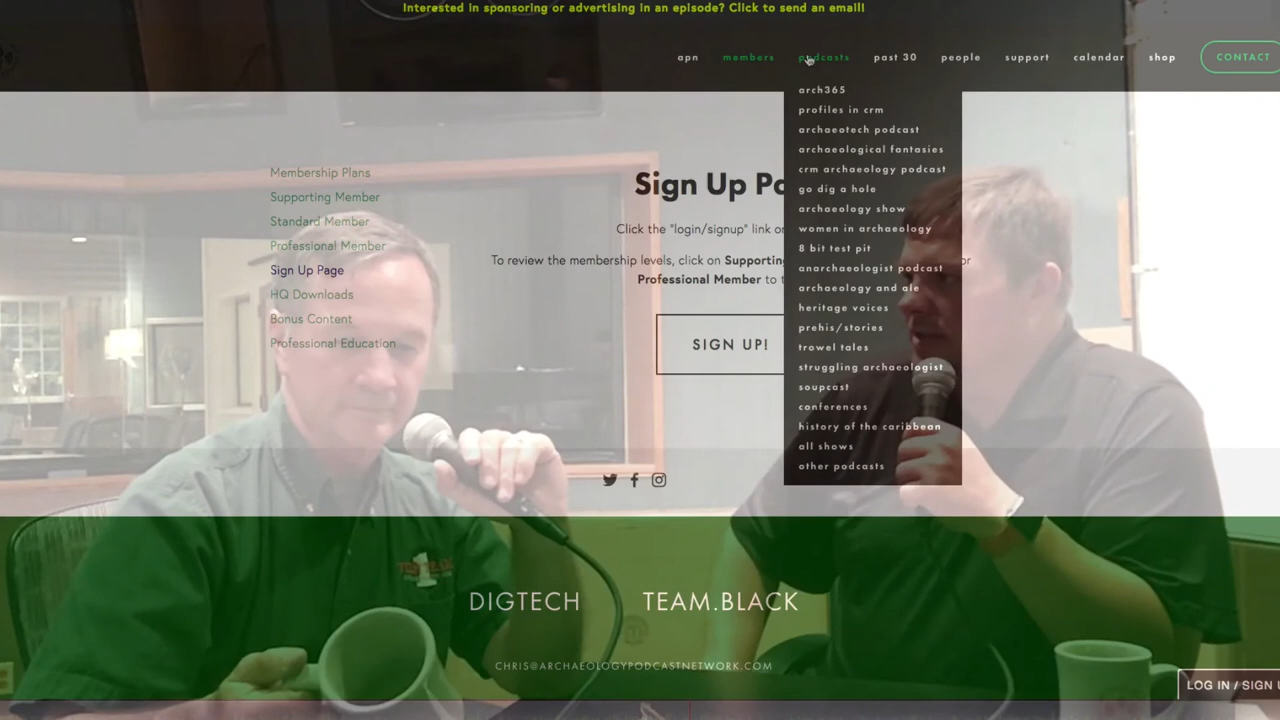 Interested in sponsoring or advertising in an episode? Click to send an email!
apn members podcasts past 30 people support calendar shop CONTACT
arch365
profiles in crm
archaeotech podcast
archaeological fantasies
crm archaeology podcast
go dig a hole
archaeology show
women in archaeology
8 bit test pit
anarchaeologist podcast
archaeology and ale
heritage voices
prehis/stories
trowel tales
struggling archaeologist
soupcast
conferences
history of the caribbean
all shows
other podcasts
Membership Plans
Supporting Member
Standard Member
Professional Member
Sign Up Page
HQ Downloads
Bonus Content
Professional Education
Sign Up
Click the "login/signup" link
To review the membership levels, click on
Professional Member to
SIGN UP!
DIGTECH TEAM.BLACK
CHRIS@ARCHAEOLOGYPODCASTNETWORK.COM
LOG IN / SIGN